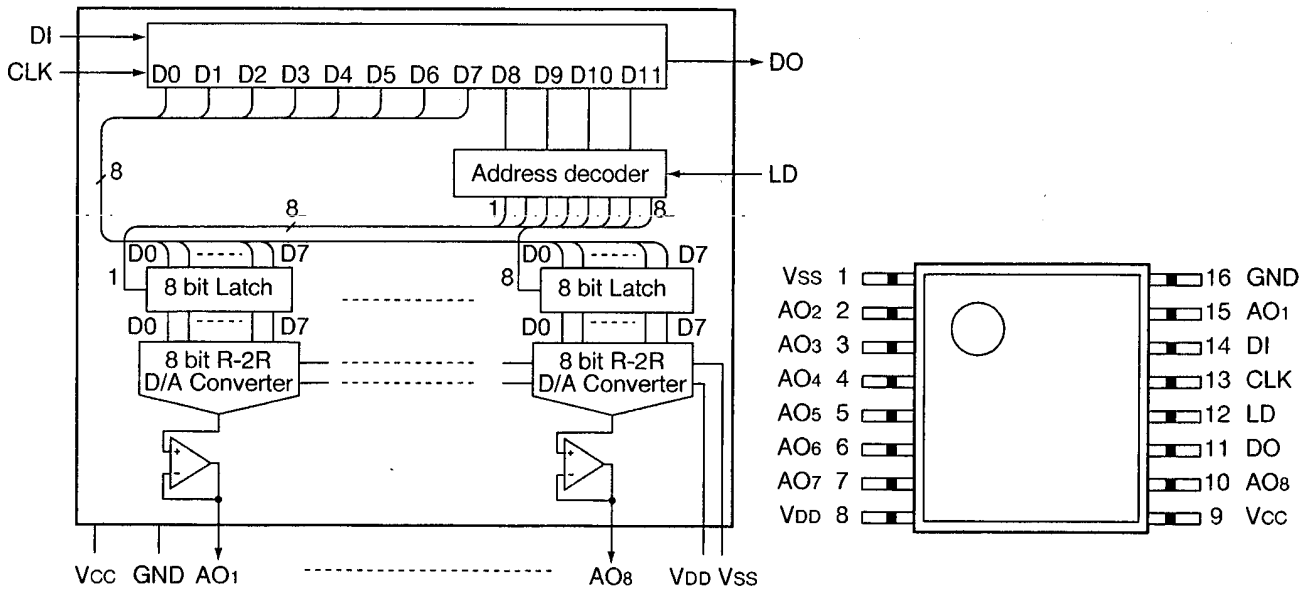 DI
CLK
D0 D1 D2 D3 D4 D5 D6 D7 D8 D9 D10 D11
DO
8
Address decoder
LD
1 8
8
D0 D7
D0 D7
1
8 bit Latch
8
8 bit Latch
D0 D7
D0 D7
8 bit R-2R
D/A Converter
8 bit R-2R
D/A Converter
+
-
+
-
VCC GND AO1 AO8 VDD VSS
VSS 1
AO2 2
AO3 3
AO4 4
AO5 5
AO6 6
AO7 7
VDD 8
16 GND
15 AO1
14 DI
13 CLK
12 LD
11 DO
10 AO8
9 VCC